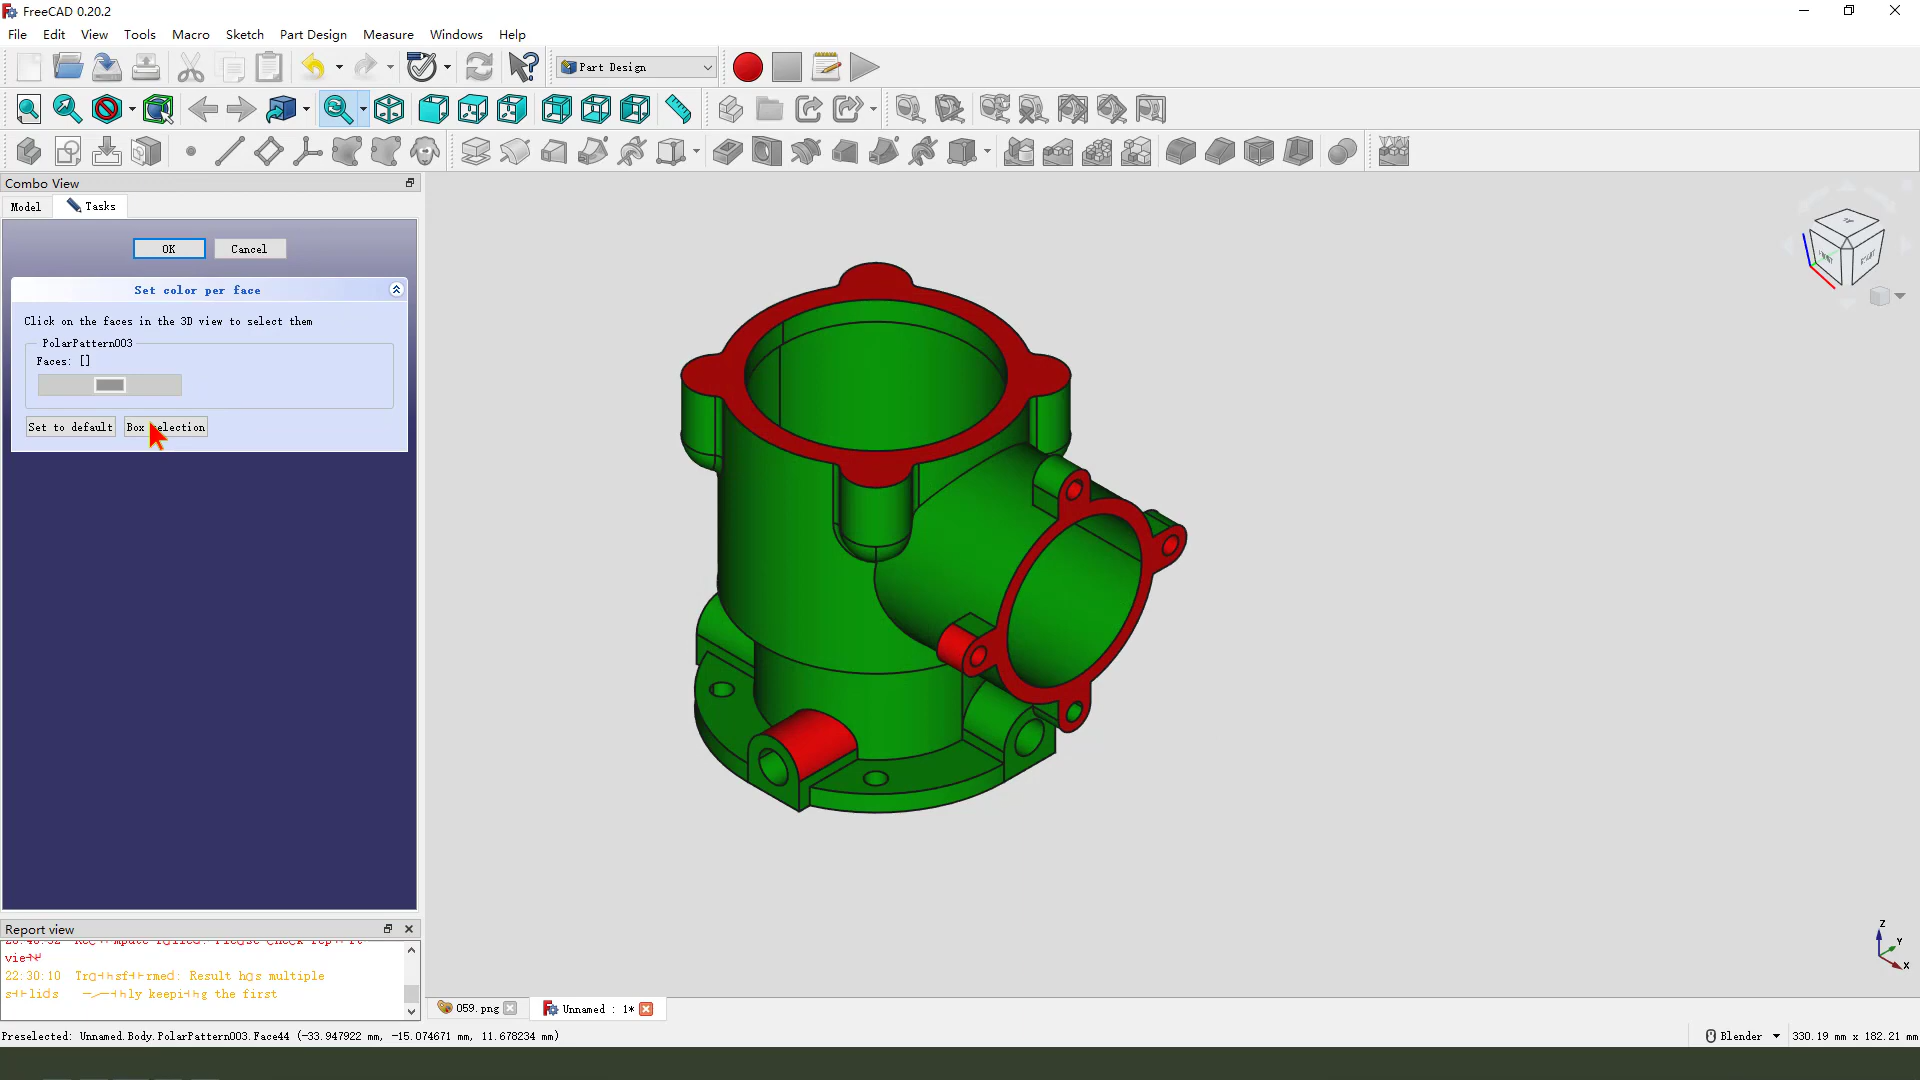 FreeCAD 0.20.2
File Edit View Tools Macro Sketch Part Design Measure Windows Help
Part Design
Combo View
Model Tasks
OK Cancel
Set color per face
Click on the faces in the 3D view to select them
PolarPattern003
Faces: []
Set to default Box selection
FRONT RIGHT
Report view
22:30:10 result has multiple
keeping the first
Z
Y
X
059.png Unnamed : 1*
Preselected: Unnamed.Body.PolarPattern003.Face44 (-33.947922 mm, -15.074671 mm, 11.678234 mm)
Blender 330.19 mm x 182.21 mm